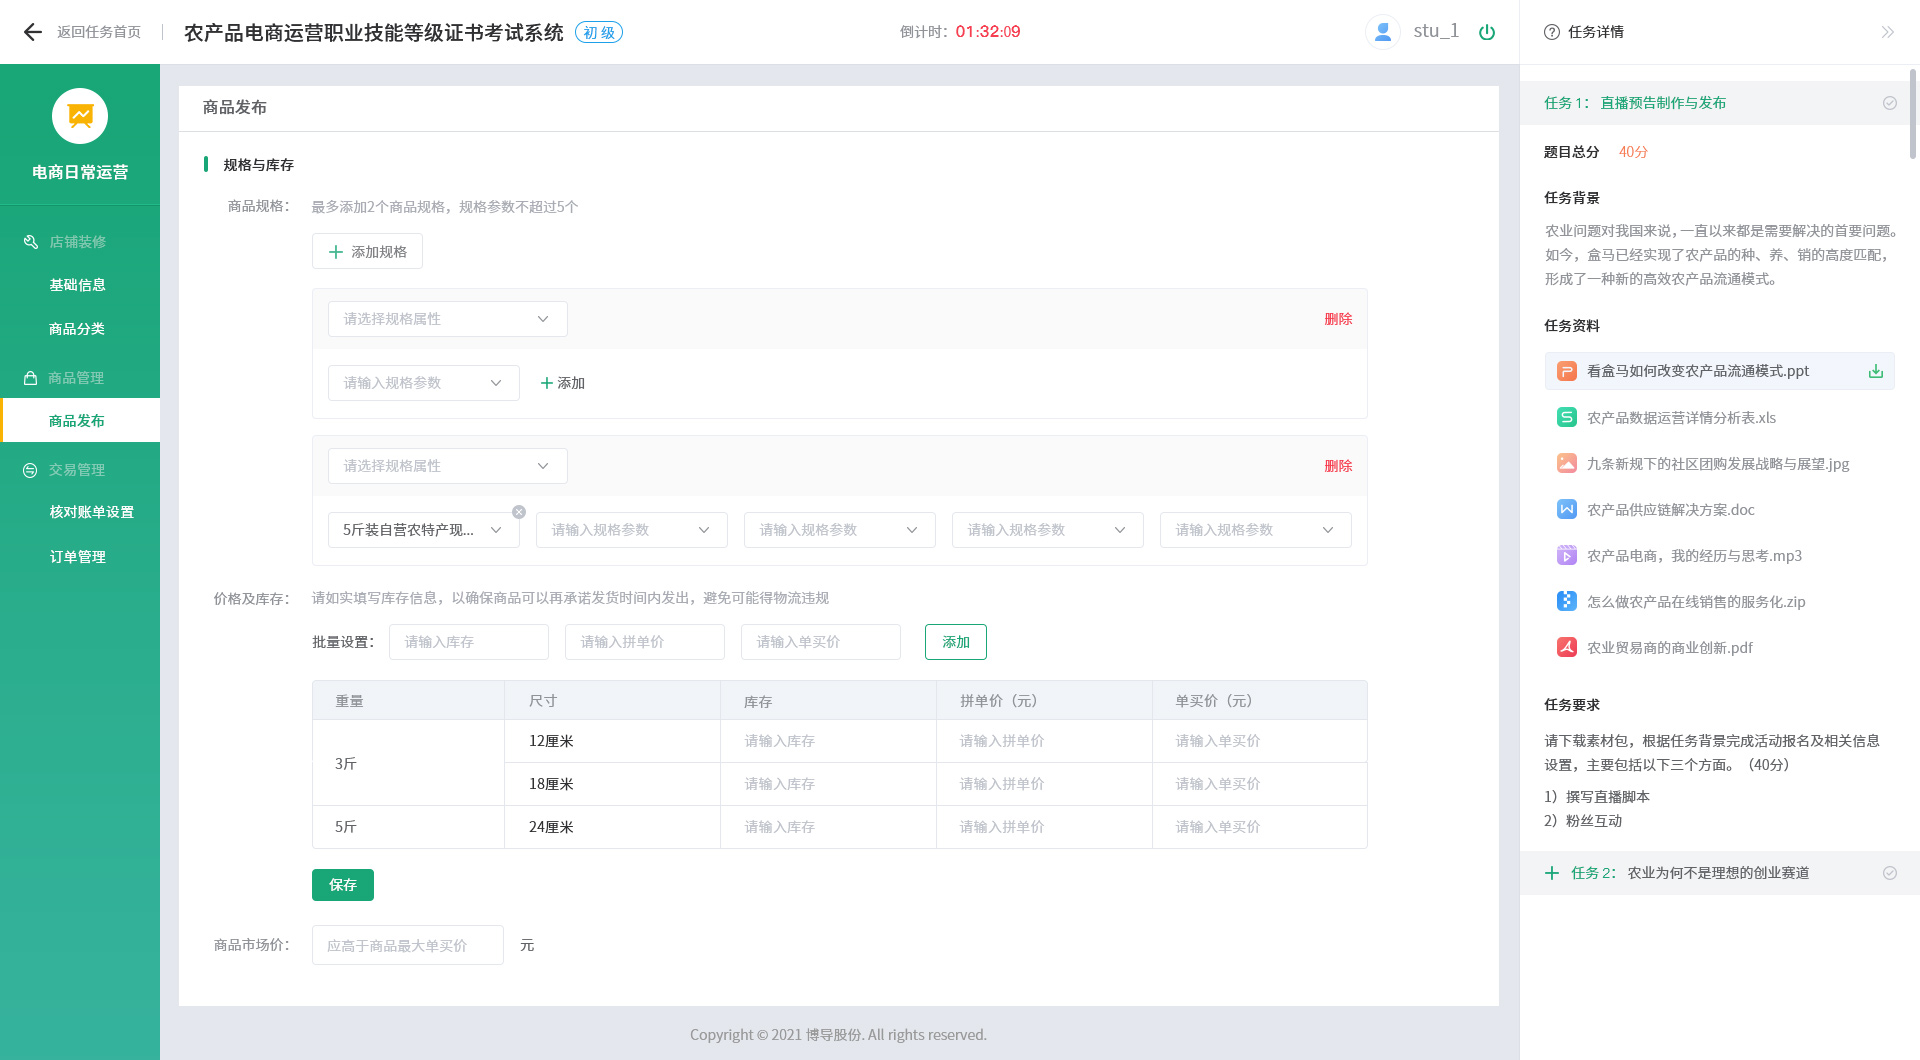 返回任务首页
农产品电商运营职业技能等级证书考试系统
初 级
倒计时：01:32:09
stu_1
任务详情
电商日常运营
店铺装修
基础信息
商品分类
商品管理
商品发布
交易管理
核对账单设置
订单管理
商品发布
规格与库存
商品规格： 最多添加2个商品规格，规格参数不超过5个
添加规格
请选择规格属性 删除
请输入规格参数 添加
请选择规格属性 删除
5斤装自营农特产现... 请输入规格参数 请输入规格参数 请输入规格参数 请输入规格参数
价格及库存： 请如实填写库存信息，以确保商品可以再承诺发货时间内发出，避免可能得物流违规
批量设置： 请输入库存 请输入拼单价 请输入单买价 添加
重量 尺寸 库存 拼单价（元） 单买价（元）
3斤
12厘米 请输入库存 请输入拼单价 请输入单买价
18厘米 请输入库存 请输入拼单价 请输入单买价
5斤 24厘米 请输入库存 请输入拼单价 请输入单买价
保存
商品市场价： 应高于商品最大单买价 元
Copyright © 2021 博导股份. All rights reserved.
任务 1： 直播预告制作与发布
题目总分 40分
任务背景
农业问题对我国来说，一直以来都是需要解决的首要问题。
如今，盒马已经实现了农产品的种、养、销的高度匹配，
形成了一种新的高效农产品流通模式。
任务资料
看盒马如何改变农产品流通模式.ppt
农产品数据运营详情分析表.xls
九条新规下的社区团购发展战略与展望.jpg
农产品供应链解决方案.doc
农产品电商，我的经历与思考.mp3
怎么做农产品在线销售的服务化.zip
农业贸易商的商业创新.pdf
任务要求
请下载素材包，根据任务背景完成活动报名及相关信息
设置，主要包括以下三个方面。（40分）
1）撰写直播脚本
2）粉丝互动
任务 2： 农业为何不是理想的创业赛道